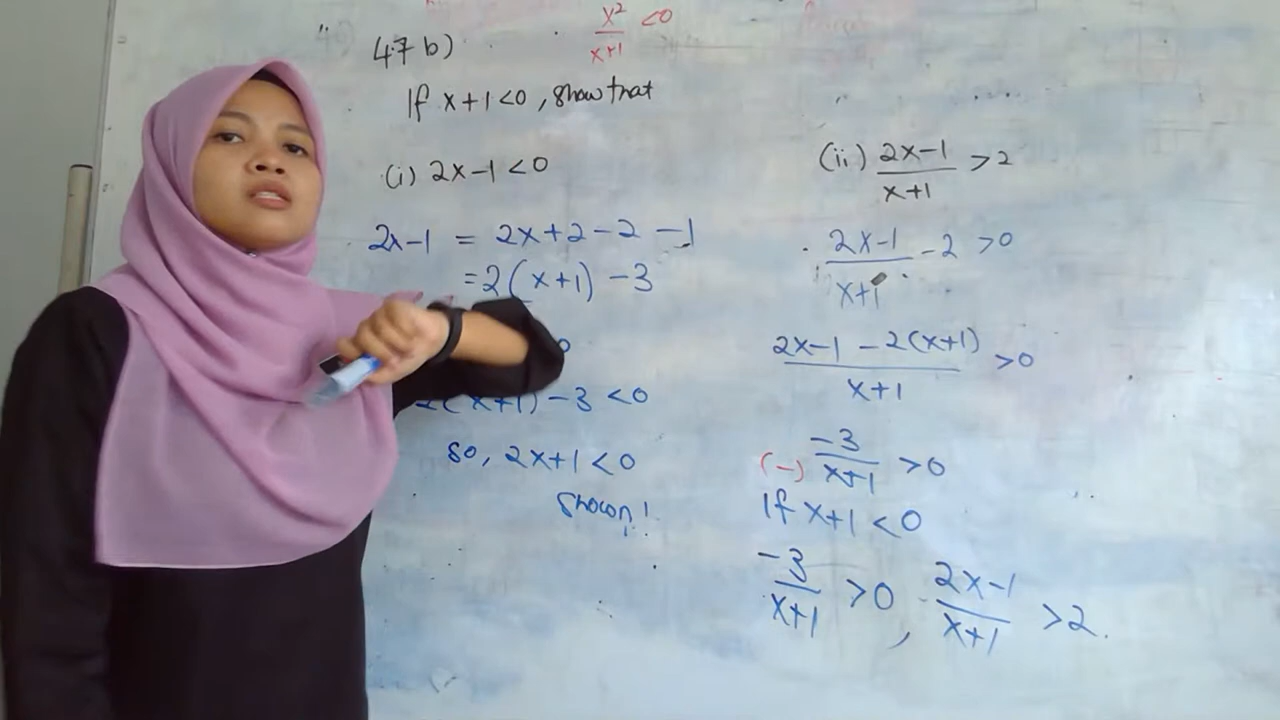 x²/x+1 <0
47 b)
If x+1<0, show that
(i) 2x-1<0
2x-1 = 2x+2-2-1
=2(x+1)-3
(x+1)-3<0
so, 2x+1<0
Shown!
(ii) 2x-1/x+1 >2
2x-1/x+1 -2 >0
2x-1-2(x+1)/x+1 >0
(-) -3/x+1 >0
If x+1<0
-3/x+1 >0, 2x-1/x+1 >2.